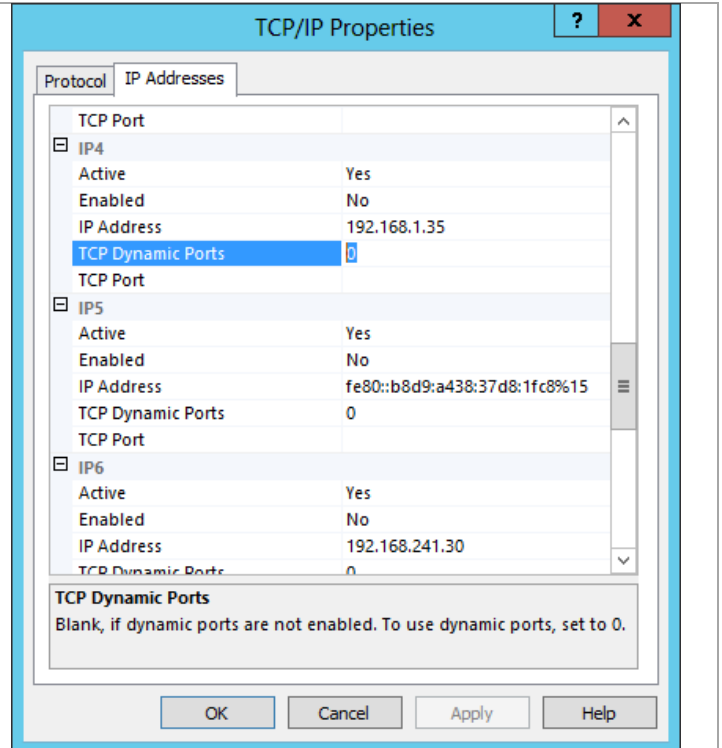 TCP/IP Properties
? x
Protocol IP Addresses
TCP Port
IP4
Active Yes
Enabled No
IP Address 192.168.1.35
TCP Dynamic Ports 0
TCP Port
IP5
Active Yes
Enabled No
IP Address fe80::b8d9:a438:37d8:1fc8%15
TCP Dynamic Ports 0
TCP Port
IP6
Active Yes
Enabled No
IP Address 192.168.241.30
TCP Dynamic Ports 0
TCP Dynamic Ports
Blank, if dynamic ports are not enabled. To use dynamic ports, set to 0.
OK Cancel Apply Help